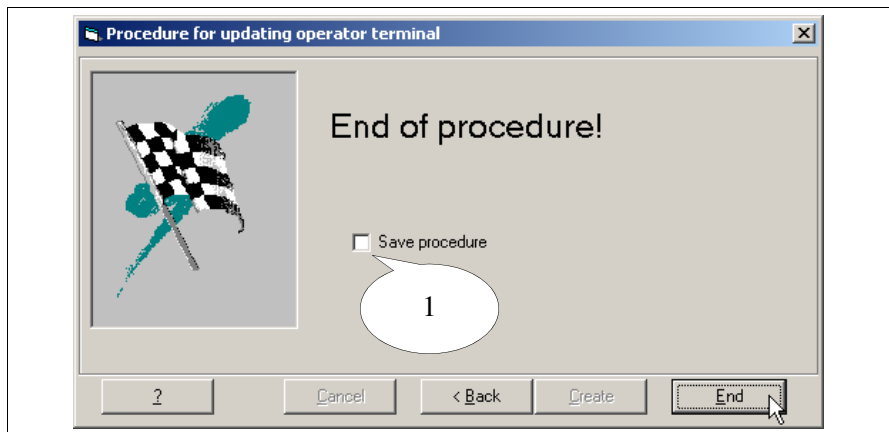 Procedure for updating operator terminal
End of procedure!
Save procedure
1
? Cancel < Back Create End